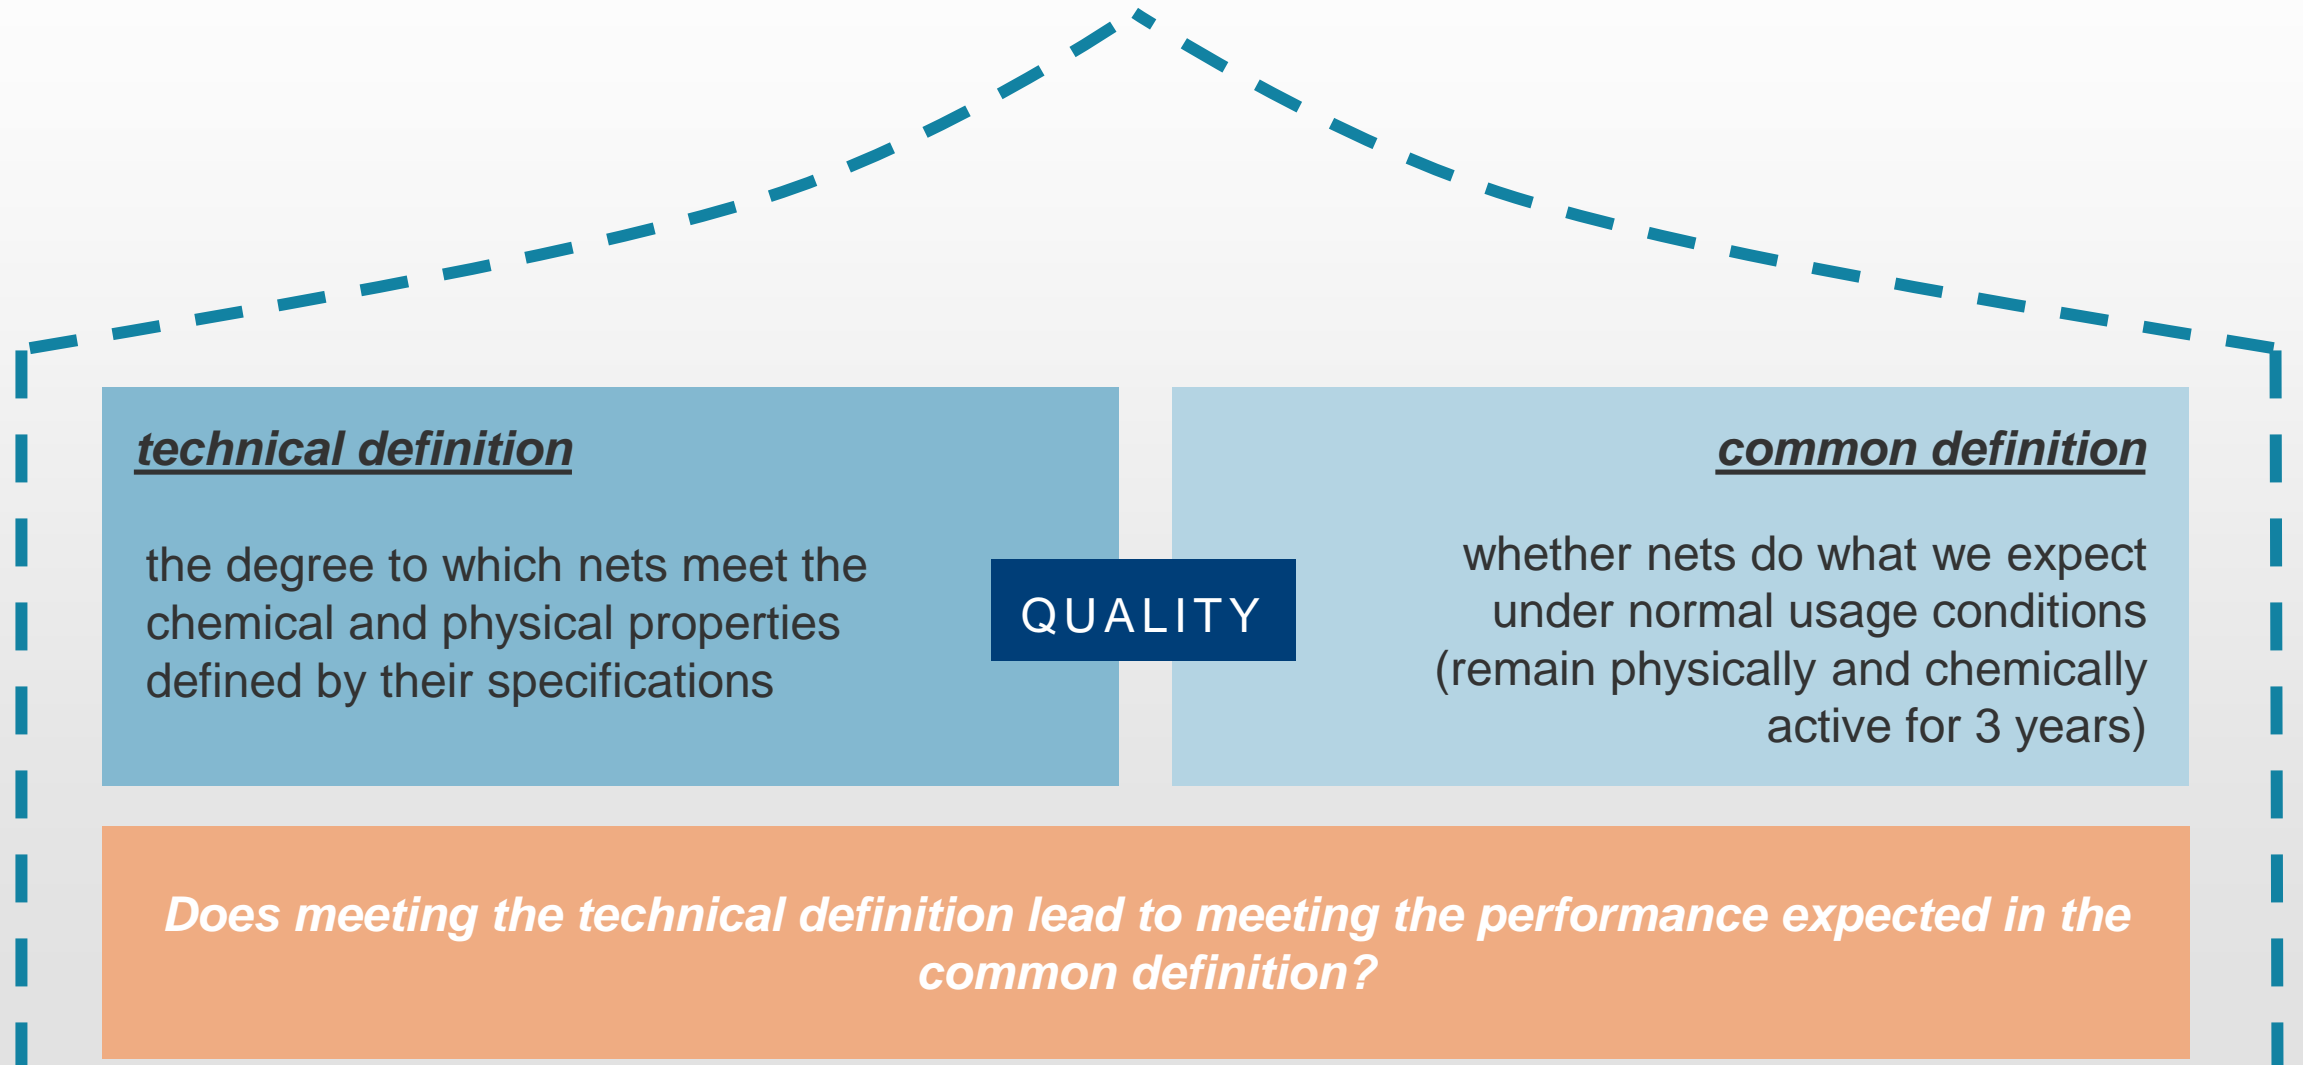 technical definition
the degree to which nets meet the
chemical and physical properties
defined by their specifications
QUALITY
common definition
whether nets do what we expect
under normal usage conditions
(remain physically and chemically
active for 3 years)
Does meeting the technical definition lead to meeting the performance expected in the
common definition?